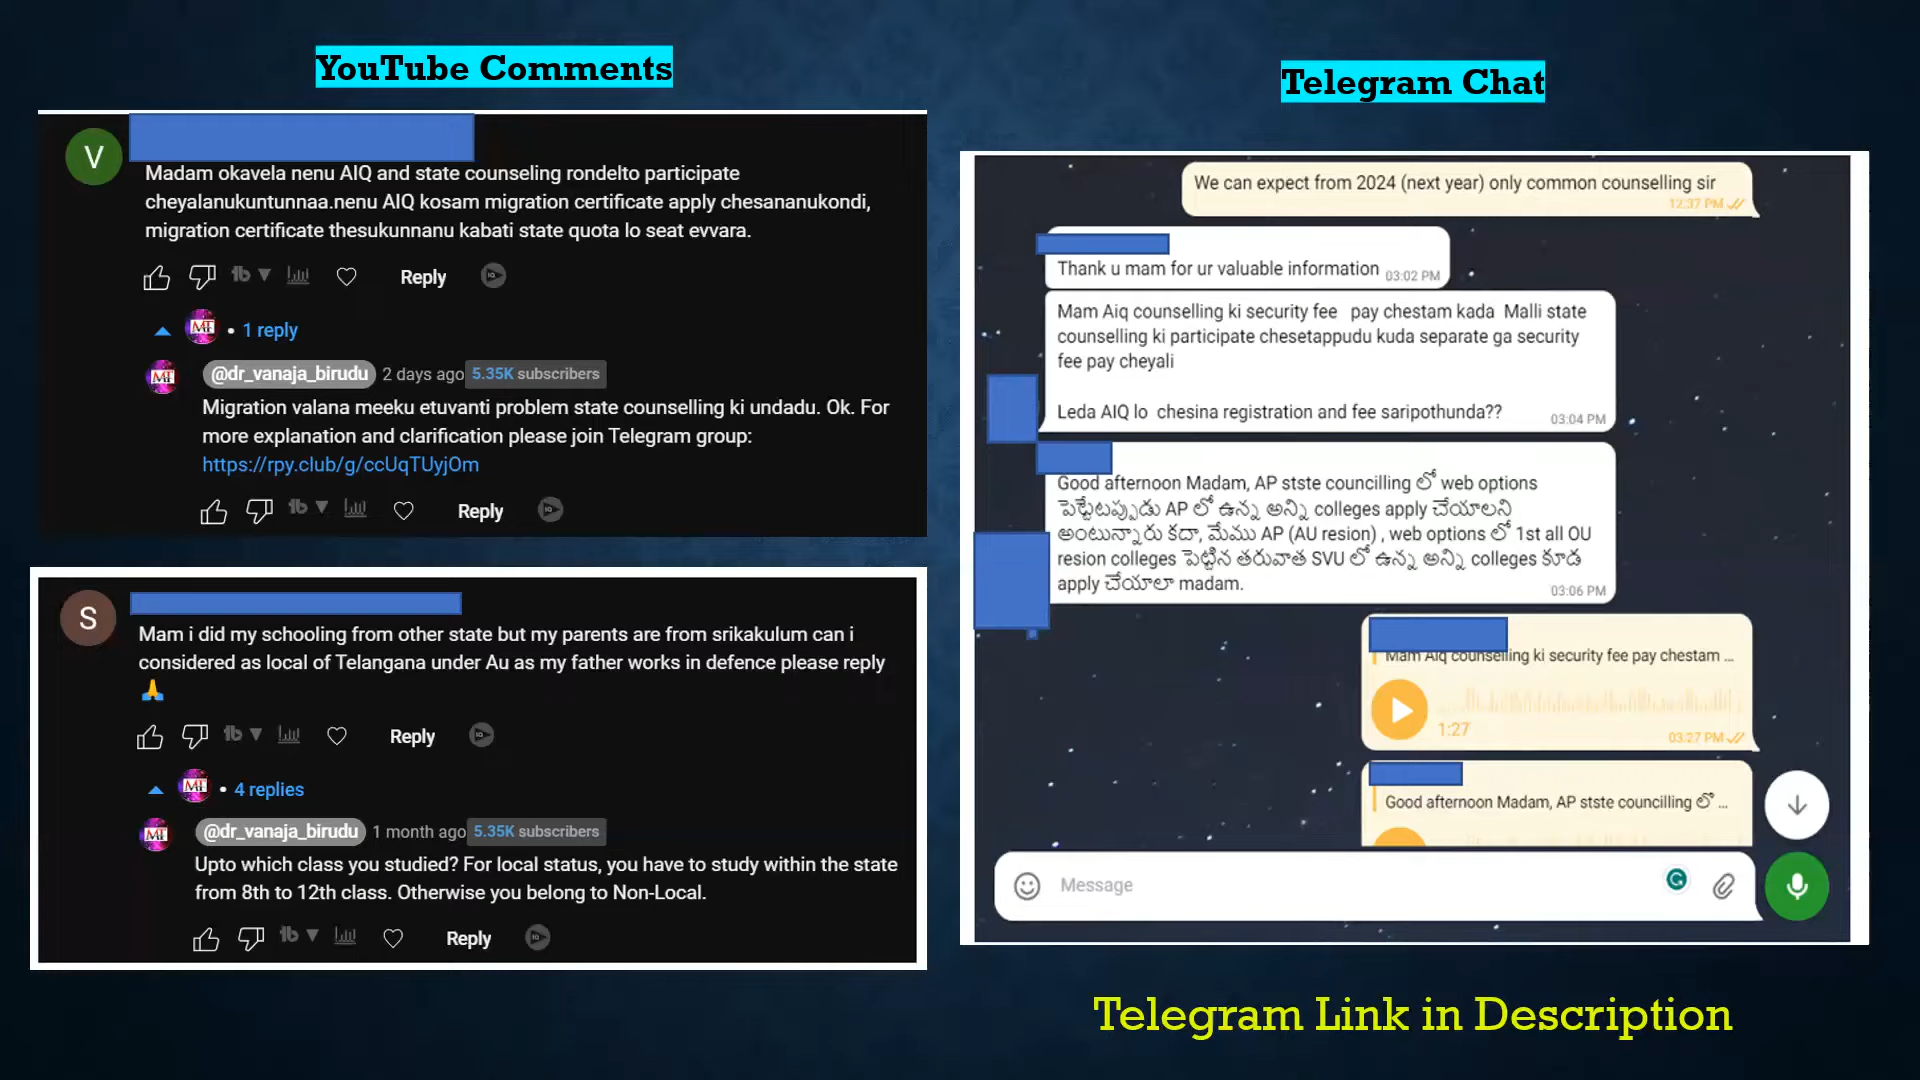 YouTube Comments
V
Madam okavela nenu AIQ and state counseling rondelto participate
cheyalanukuntunnaa.nenu AIQ kosam migration certificate apply chesananukondi,
migration certificate thesukunnanu kabati state quota lo seat evvara.
Reply
MT
• 1 reply
MT
@dr_vanaja_birudu 2 days ago 5.35K subscribers
Migration valana meeku etuvanti problem state counselling ki undadu. Ok. For
more explanation and clarification please join Telegram group:
https://rpy.club/g/ccUqTUyjOm
Reply
S
Mam i did my schooling from other state but my parents are from srikakulum can i
considered as local of Telangana under Au as my father works in defence please reply
🙏
Reply
MT
• 4 replies
MT
@dr_vanaja_birudu 1 month ago 5.35K subscribers
Upto which class you studied? For local status, you have to study within the state
from 8th to 12th class. Otherwise you belong to Non-Local.
Reply
Telegram Chat
We can expect from 2024 (next year) only common counselling sir
12:37 PM
Thank u mam for ur valuable information 03:02 PM
Mam Aiq counselling ki security fee pay chestam kada Malli state
counselling ki participate chesetappudu kuda separate ga security
fee pay cheyali
Leda AIQ lo chesina registration and fee saripothunda?? 03:04 PM
Good afternoon Madam, AP stste councilling లో web options
పెట్టేటప్పుడు AP లో ఉన్న అన్ని colleges apply చేయాలని
అంటున్నారు కదా, మేము AP (AU resion) , web options లో 1st all OU
resion colleges పెట్టిన తరువాత SVU లో ఉన్న అన్ని colleges కూడ
apply చేయాలా madam. 03:06 PM
Mam Aiq counselling ki security fee pay chestam ...
1:27
03:27 PM
Good afternoon Madam, AP stste councilling లో ...
Message
Telegram Link in Description